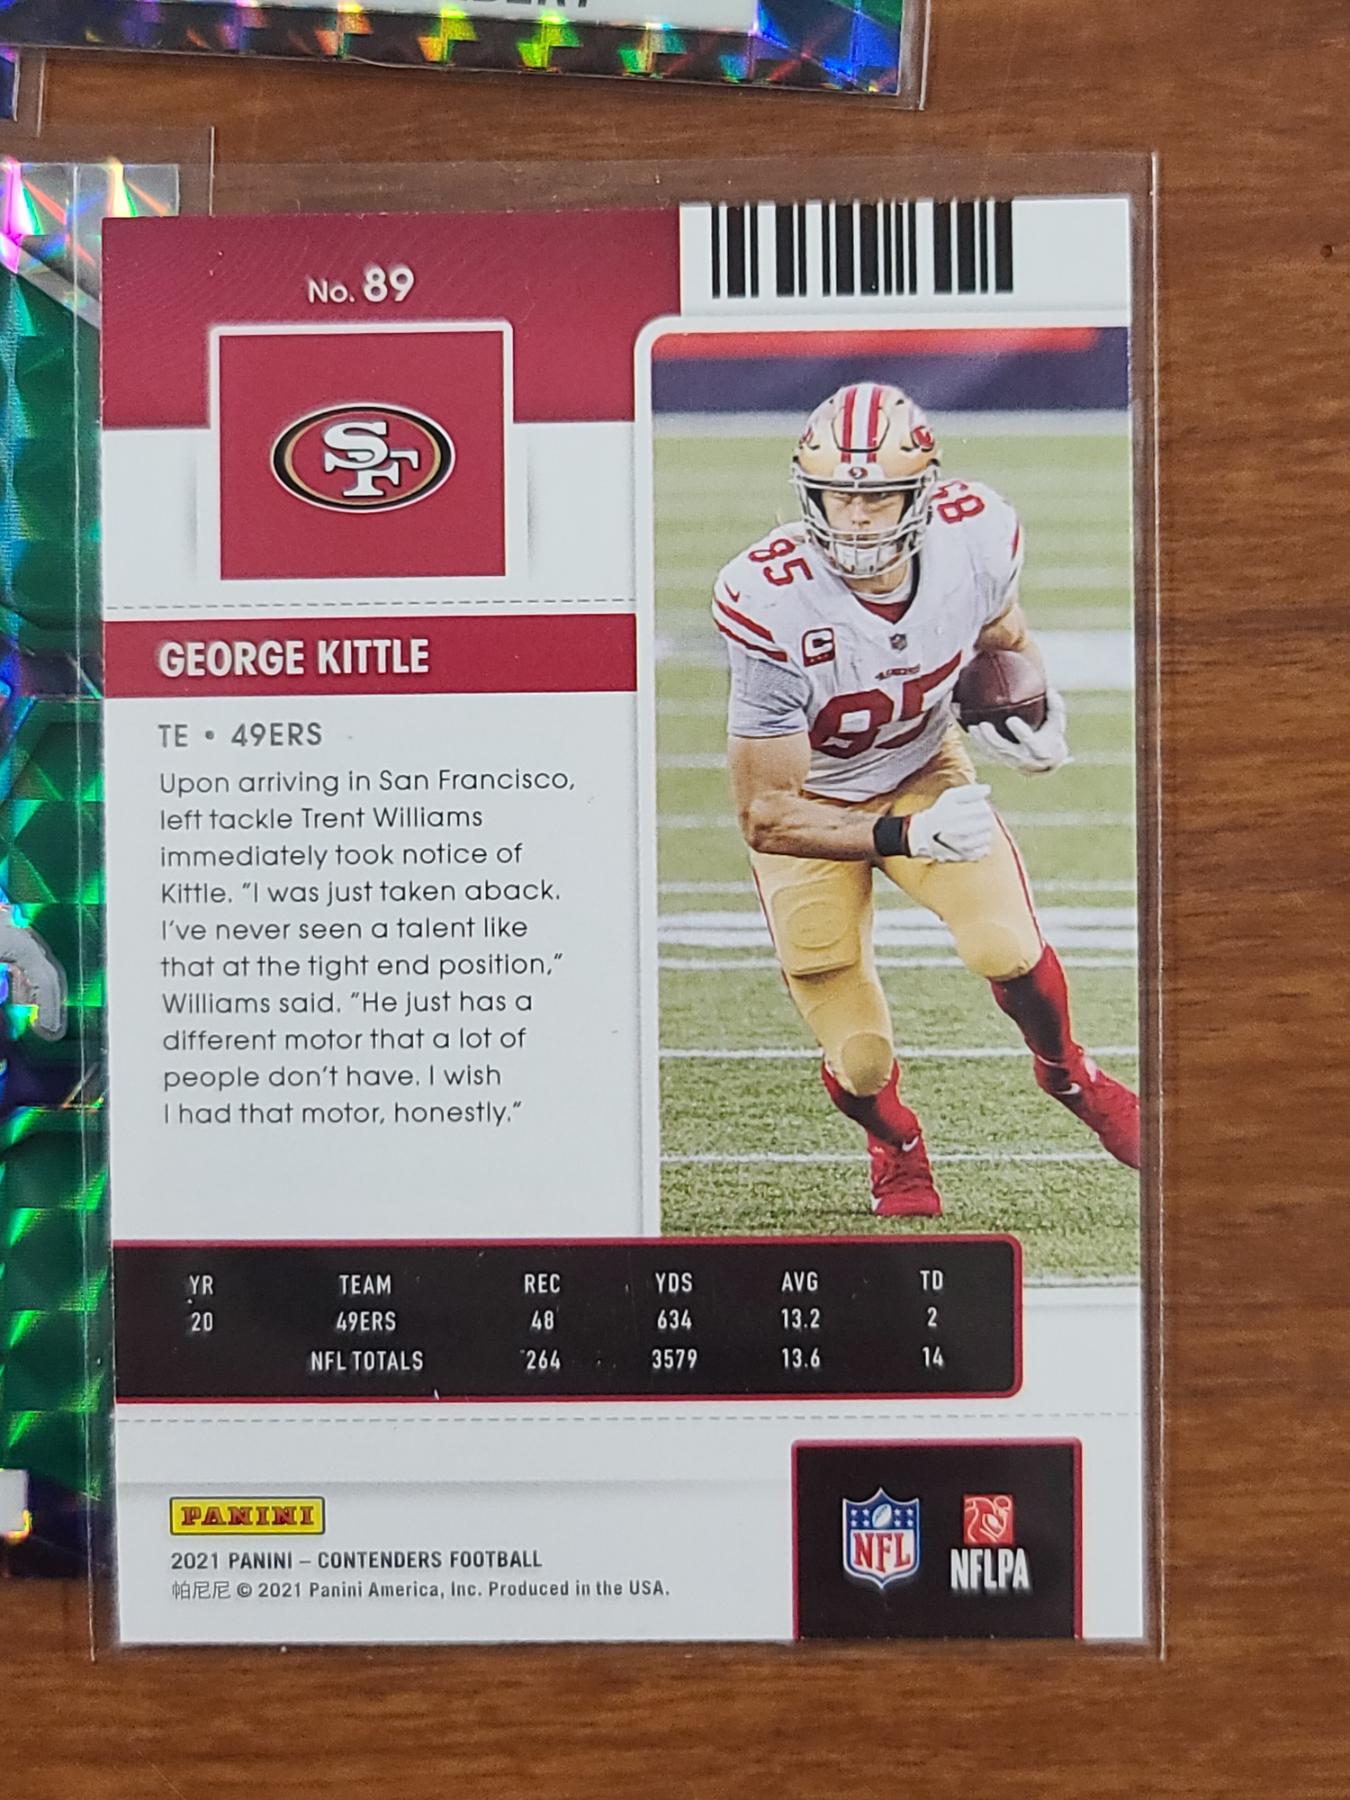 No. 89
SF
GEORGE KITTLE
TE • 49ERS
Upon arriving in San Francisco,
left tackle Trent Williams
immediately took notice of
Kittle. "I was just taken aback.
I've never seen a talent like
that at the tight end position,"
Williams said. "He just has a
different motor that a lot of
people don't have. I wish
I had that motor, honestly."
85
85
C
85
YR TEAM REC YDS AVG TD
20 49ERS 48 634 13.2 2
NFL TOTALS 264 3579 13.6 14
PANINI
2021 PANINI – CONTENDERS FOOTBALL
帕尼尼 © 2021 Panini America, Inc. Produced in the USA.
NFL
NFLPA